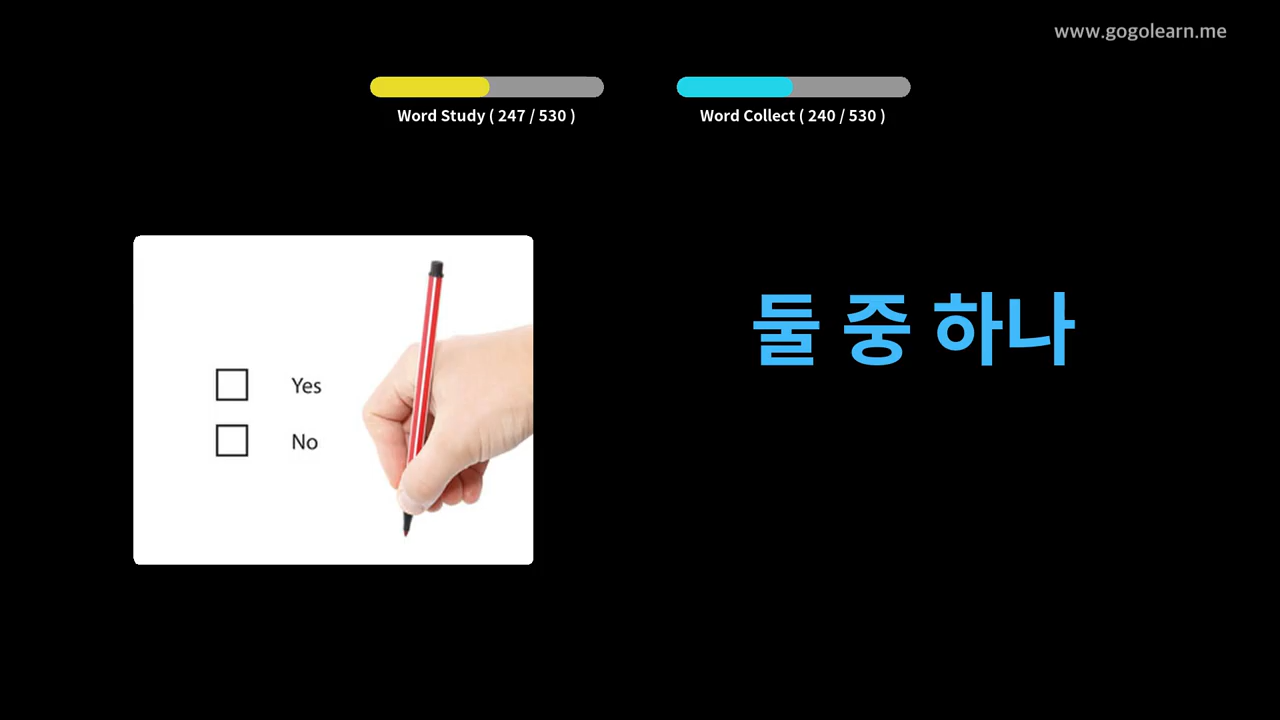 www.gogolearn.me
Word Study ( 247 / 530 )
Word Collect ( 240 / 530 )
둘 중 하나
Yes
No